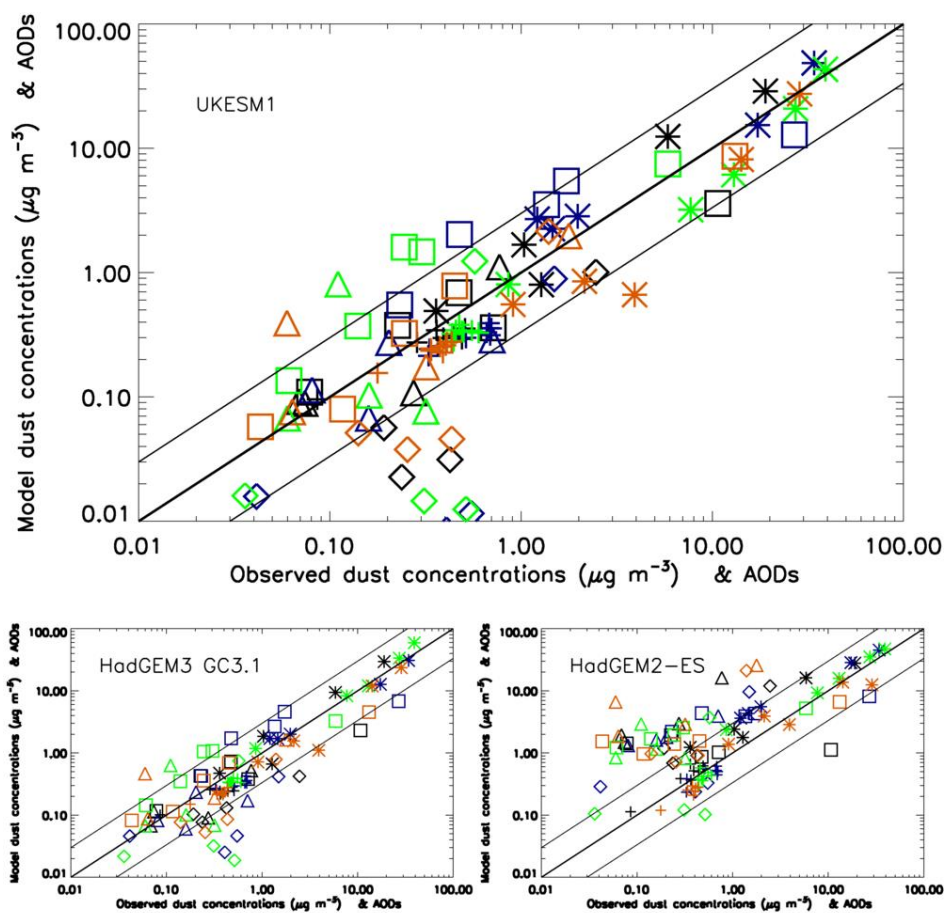 100.00
10.00
1.00
0.10
0.01
Model dust concentrations (μg m⁻³) & AODs
UKESM1
0.01 0.10 1.00 10.00 100.00
Observed dust concentrations (μg m⁻³) & AODs
100.00
10.00
1.00
0.10
0.01
Model dust concentrations (μg m⁻³) & AODs
HadGEM3 GC3.1
0.01 0.10 1.00 10.00 100.00
Observed dust concentrations (μg m⁻³) & AODs
100.00
10.00
1.00
0.10
0.01
Model dust concentrations (μg m⁻³) & AODs
HadGEM2-ES
0.01 0.10 1.00 10.00 100.00
Observed dust concentrations (μg m⁻³) & AODs